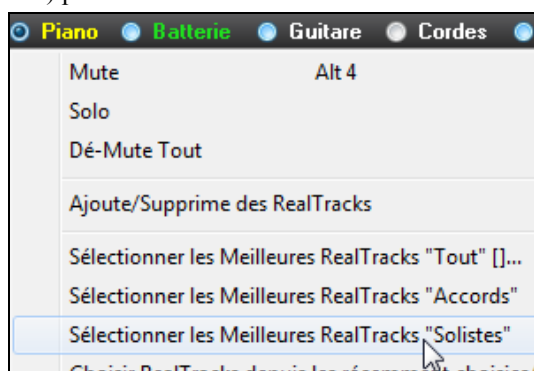 Piano Batterie Guitare Cordes
Mute Alt 4
Solo
Dé-Mute Tout
Ajoute/Supprime des RealTracks
Sélectionner les Meilleures RealTracks "Tout" []...
Sélectionner les Meilleures RealTracks "Accords"
Sélectionner les Meilleures RealTracks "Solistes"